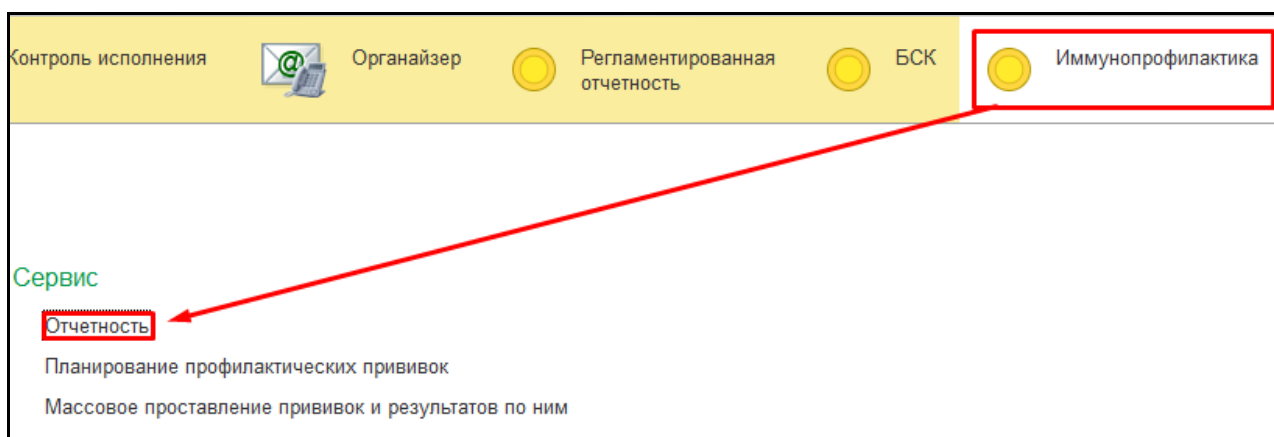 Контроль исполнения
Органайзер
Регламентированная
отчетность
БСК
Иммунопрофилактика
Сервис
Отчетность
Планирование профилактических прививок
Массовое проставление прививок и результатов по ним